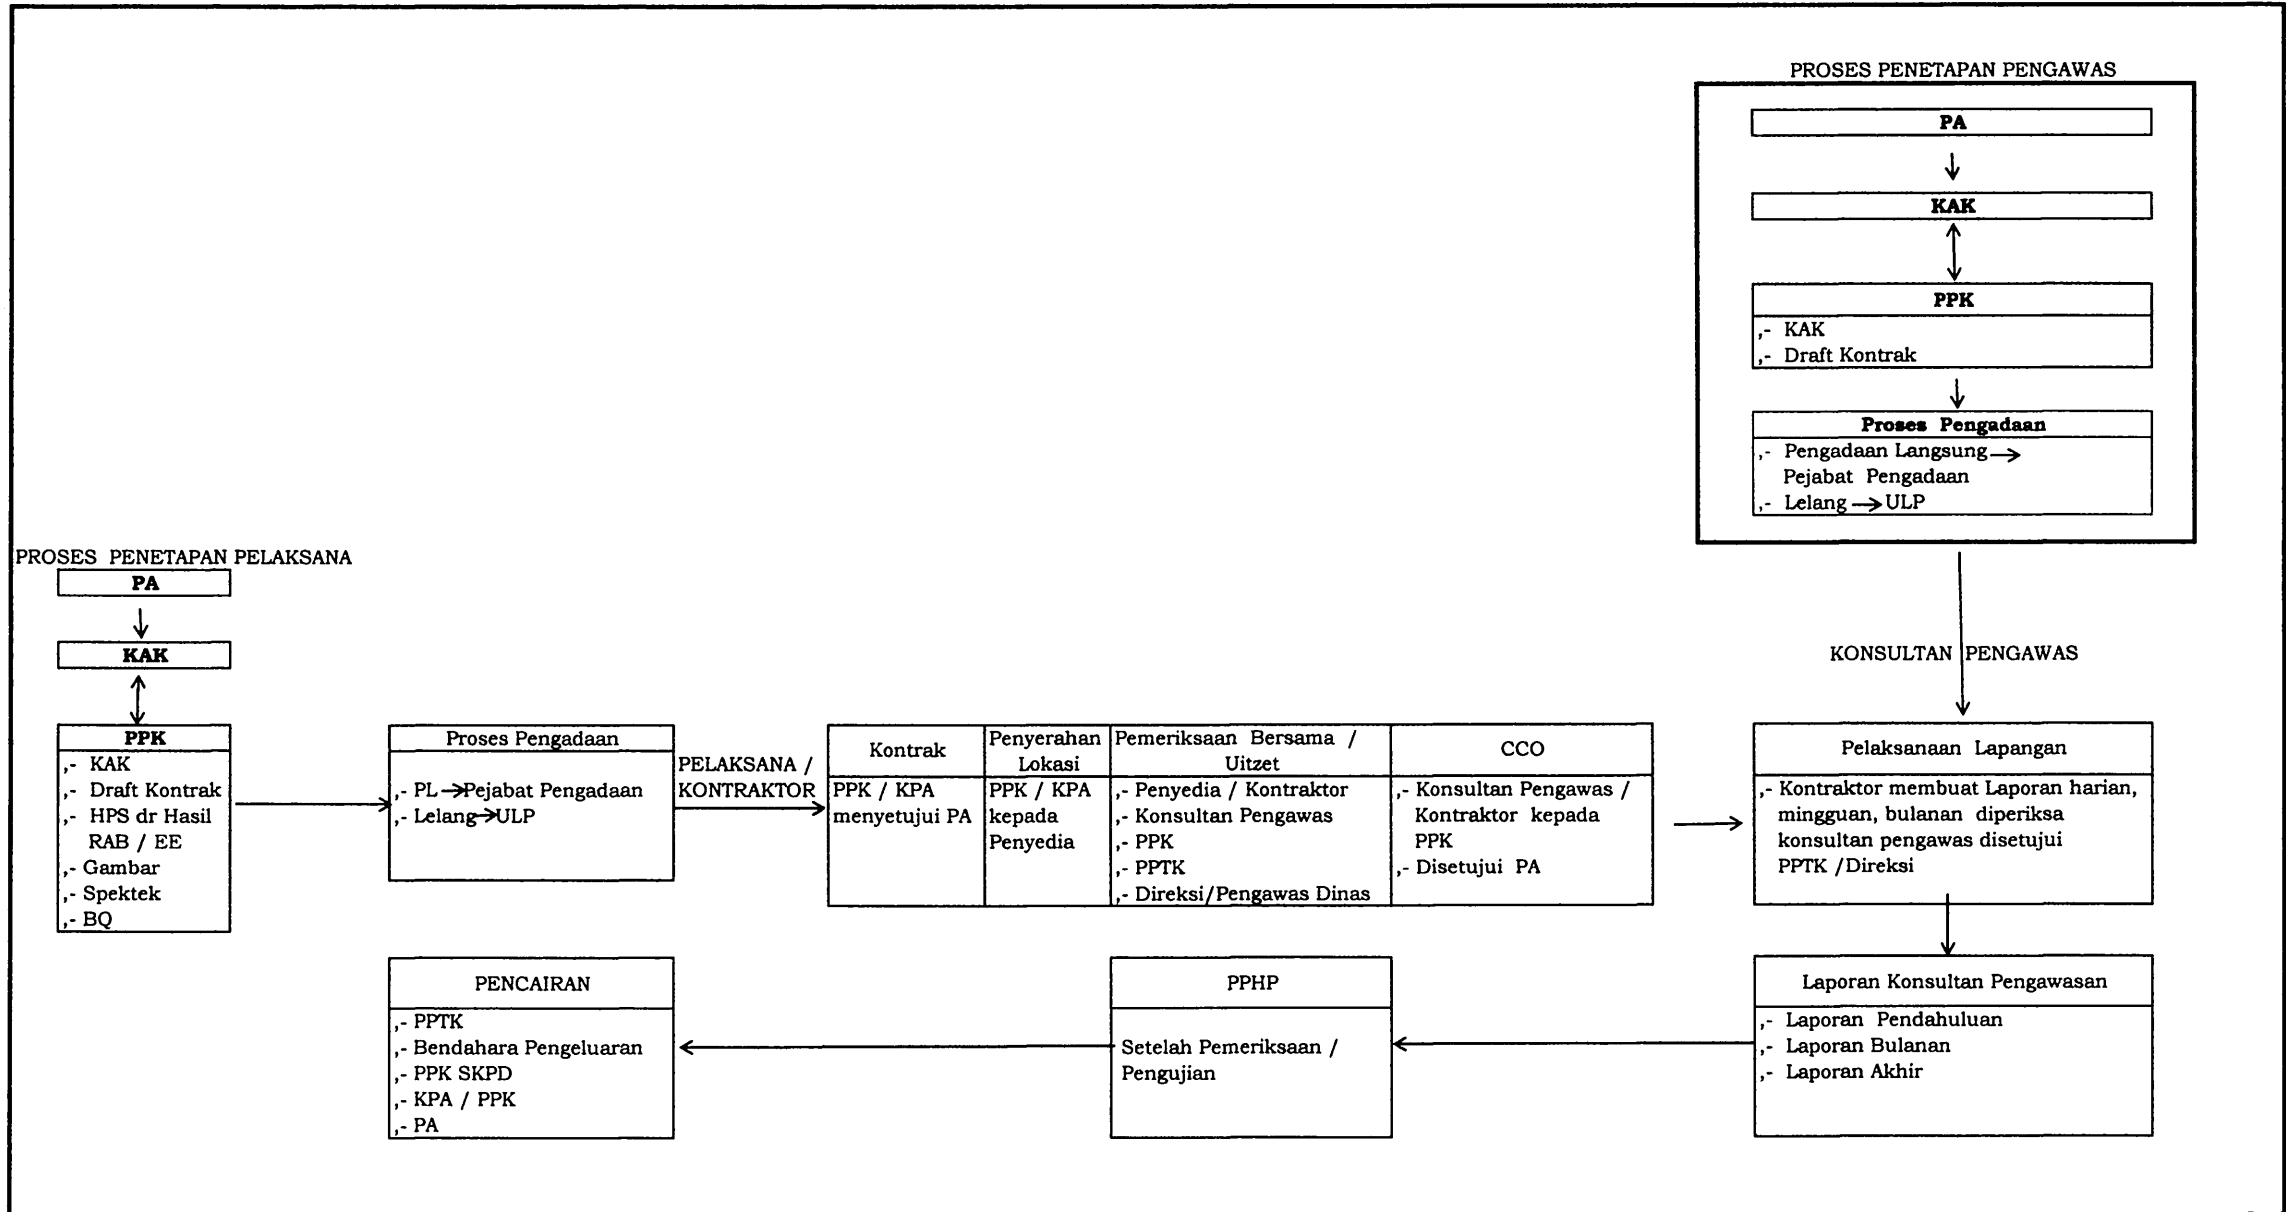 PROSES PENETAPAN PENGAWAS
PA
KAK
PPK
,- KAK
,- Draft Kontrak
Proses Pengadaan
,- Pengadaan Langsung →
Pejabat Pengadaan
,- Lelang → ULP
PROSES PENETAPAN PELAKSANA
PA
KAK
PPK
,- KAK
,- Draft Kontrak
,- HPS dr Hasil
RAB / EE
,- Gambar
,- Spektek
,- BQ
Proses Pengadaan
,- PL → Pejabat Pengadaan
,- Lelang → ULP
PELAKSANA /
KONTRAKTOR
Kontrak
PPK / KPA
menyetujui PA
Penyerahan
Lokasi
PPK / KPA
kepada
Penyedia
Pemeriksaan Bersama /
Uitzet
,- Penyedia / Kontraktor
,- Konsultan Pengawas
,- PPK
,- PPTK
,- Direksi/Pengawas Dinas
CCO
,- Konsultan Pengawas /
Kontraktor kepada
PPK
,- Disetujui PA
KONSULTAN PENGAWAS
Pelaksanaan Lapangan
,- Kontraktor membuat Laporan harian,
mingguan, bulanan diperiksa
konsultan pengawas disetujui
PPTK /Direksi
Laporan Konsultan Pengawasan
,- Laporan Pendahuluan
,- Laporan Bulanan
,- Laporan Akhir
PPHP
Setelah Pemeriksaan /
Pengujian
PENCAIRAN
,- PPTK
,- Bendahara Pengeluaran
,- PPK SKPD
,- KPA / PPK
,- PA